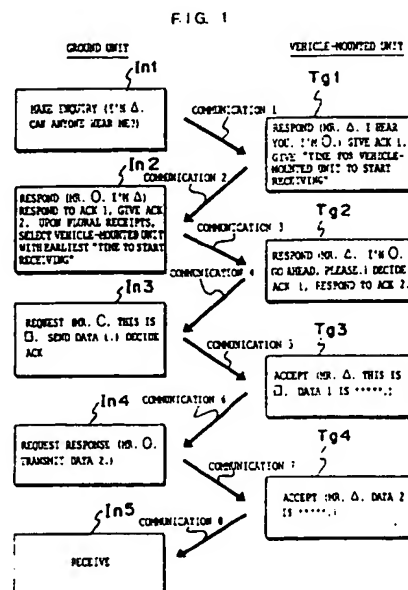 FIG. 1
GROUND UNIT
VEHICLE-MOUNTED UNIT
In1
MAKE INQUIRY (I'M Δ.
CAN ANYONE HEAR ME?)
COMMUNICATION 1
Tg1
RESPOND (MR. Δ. I HEAR
YOU. I'M O.) GIVE ACK 1.
GIVE "TIME FOR VEHICLE-
MOUNTED UNIT TO START
RECEIVING"
In2
COMMUNICATION 2
RESPOND (MR. O. I'M Δ)
RESPOND TO ACK 1, GIVE ACK
2. UPON PLURAL RECEIPTS,
SELECT VEHICLE-MOUNTED UNIT
WITH EARLIEST "TIME TO START
RECEIVING"
COMMUNICATION 3
Tg2
RESPOND (MR. Δ. I'M O.
GO AHEAD, PLEASE.) DECIDE
ACK 1, RESPOND TO ACK 2.
COMMUNICATION 4
In3
REQUEST (MR. O. THIS IS
□. SEND DATA 1.) DECIDE
ACK
COMMUNICATION 5
Tg3
ACCEPT (MR. Δ. THIS IS
□. DATA 1 IS *****.)
In4
COMMUNICATION 6
REQUEST RESPONSE (MR. O.
TRANSMIT DATA 2.)
COMMUNICATION 7
Tg4
ACCEPT (MR. Δ. DATA 2
IS *****.)
In5
COMMUNICATION 8
RECEIVE